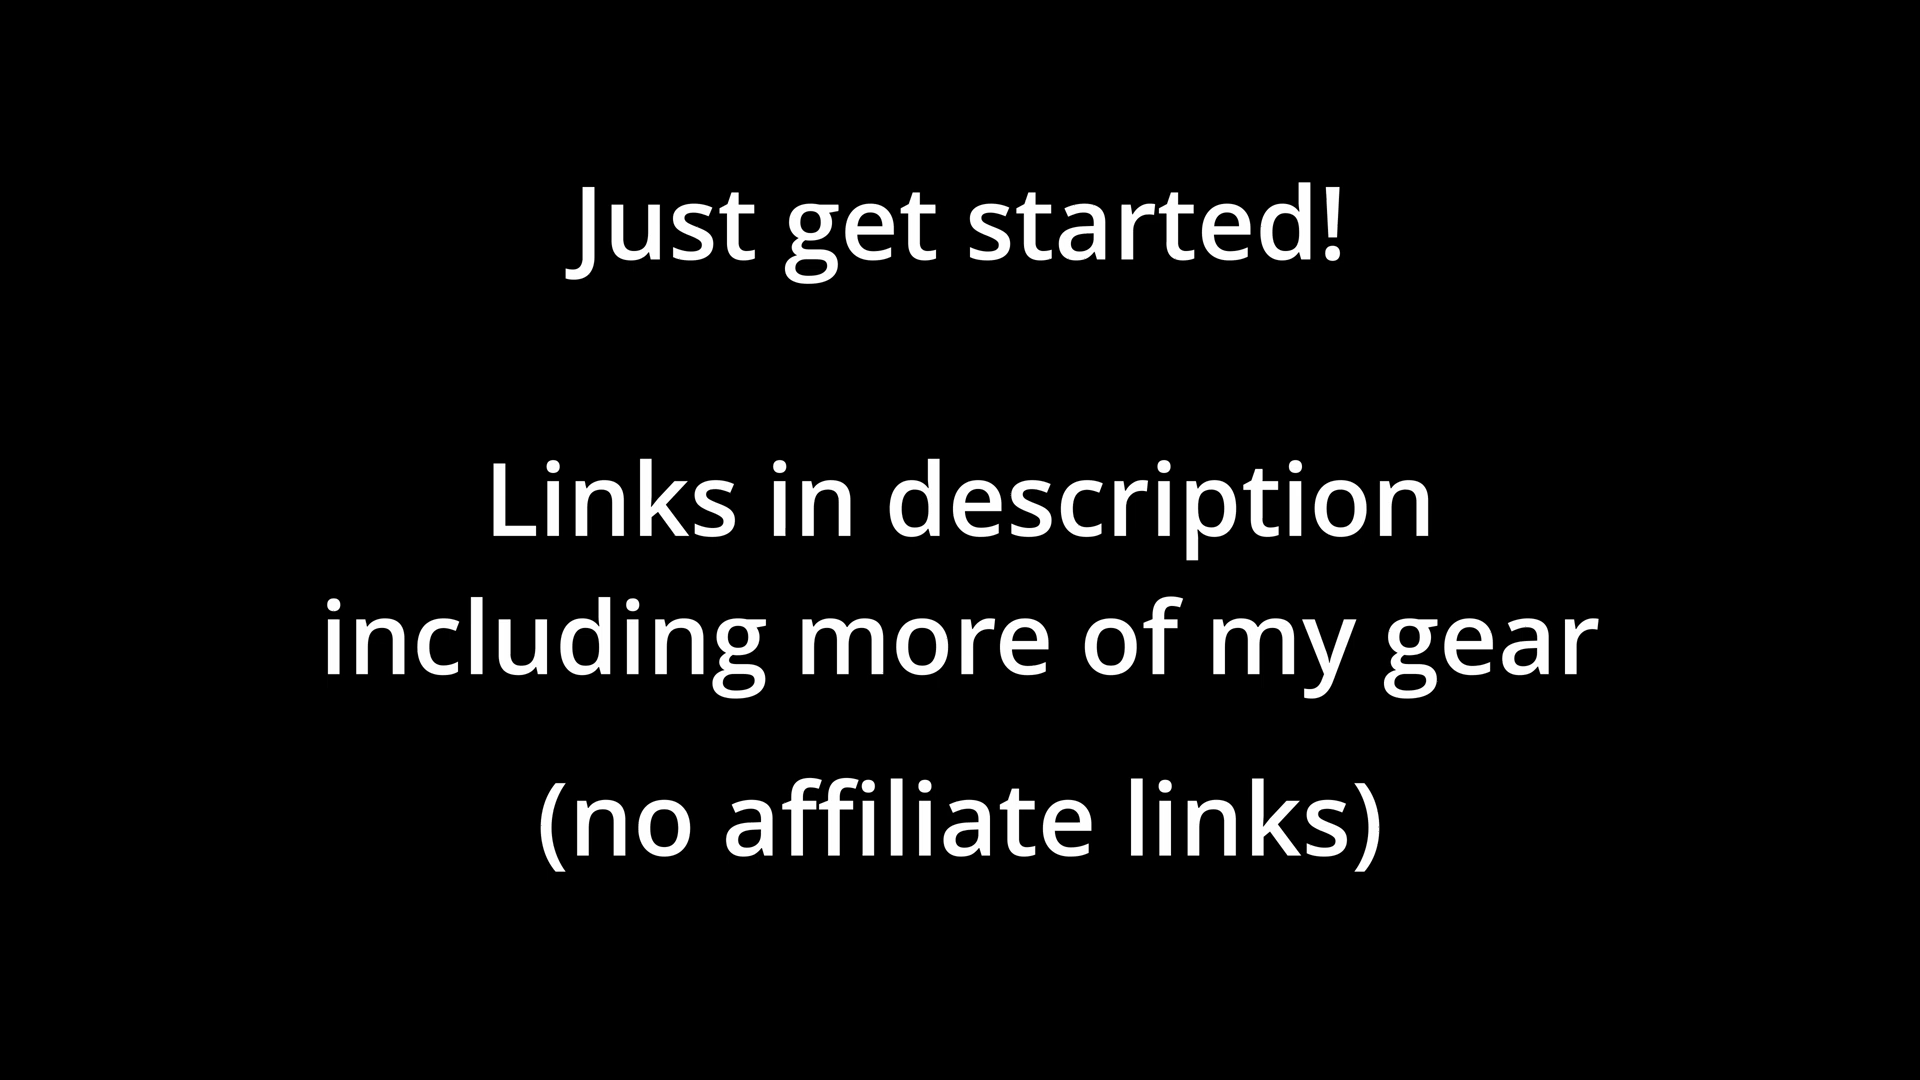 Just get started!
Links in description
including more of my gear
(no affiliate links)